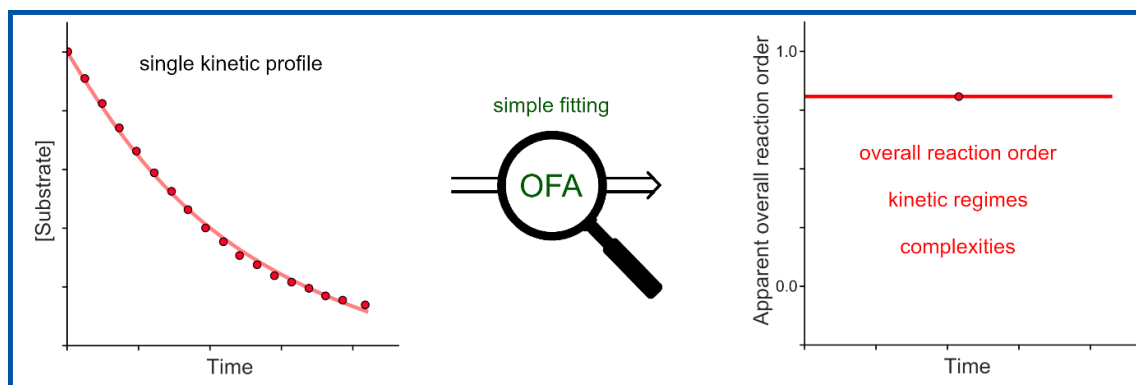 single kinetic profile
[Substrate]
Time
simple fitting
OFA
Apparent overall reaction order
1.0
0.0
overall reaction order
kinetic regimes
complexities
Time